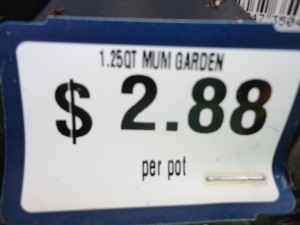 1.25QT MUM GARDEN
$ 2.88
per pot